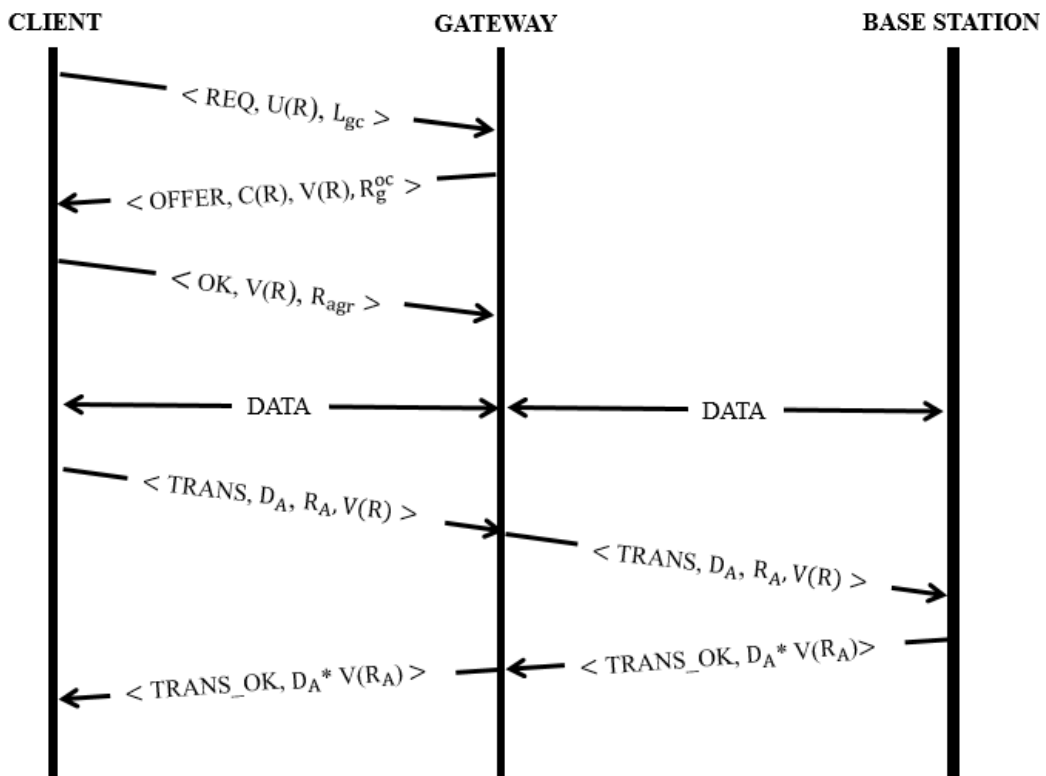 CLIENT GATEWAY BASE STATION
< REQ, U(R), L_gc >
< OFFER, C(R), V(R), R_g^oc >
< OK, V(R), R_agr >
DATA DATA
< TRANS, D_A, R_A, V(R) >
< TRANS, D_A, R_A, V(R) >
< TRANS_OK, D_A* V(R_A)>
< TRANS_OK, D_A* V(R_A) >